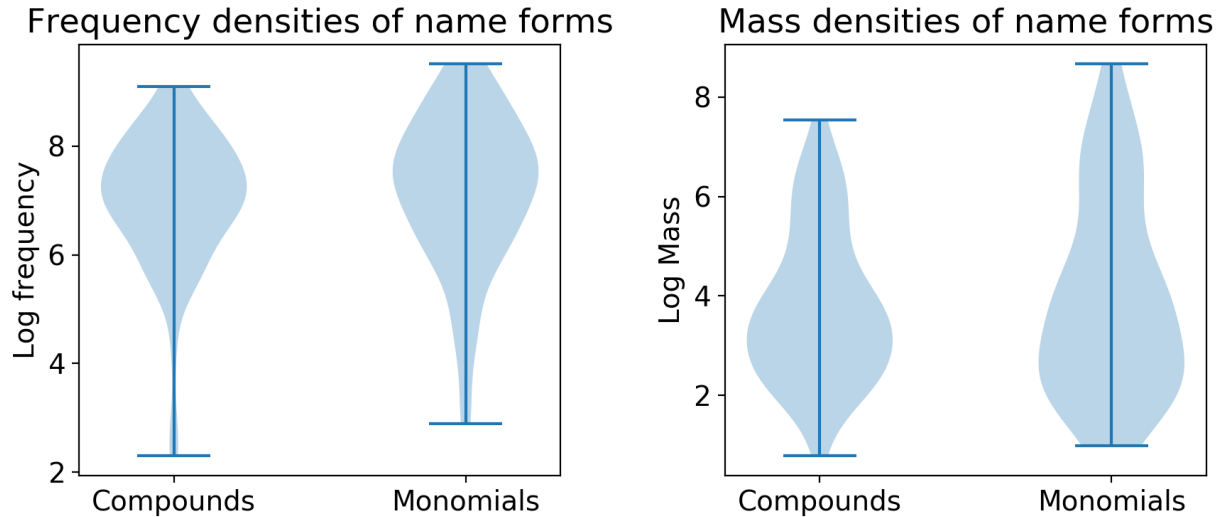 Frequency densities of name forms
Log frequency
8
6
4
2
Compounds Monomials
Mass densities of name forms
Log Mass
8
6
4
2
Compounds Monomials